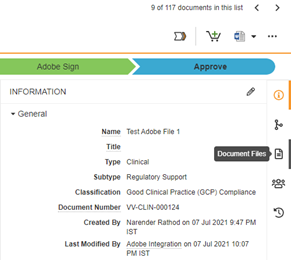 9 of 117 documents in this list
Adobe Sign
Approve
INFORMATION
General
Name Test Adobe File 1
Title
Type Clinical
Document Files
Subtype Regulatory Support
Classification Good Clinical Practice (GCP) Compliance
Document Number VV-CLIN-000124
Created By Narender Rathod on 07 Jul 2021 9:47 PM
IST
Last Modified By Adobe Integration on 07 Jul 2021 10:07
PM IST